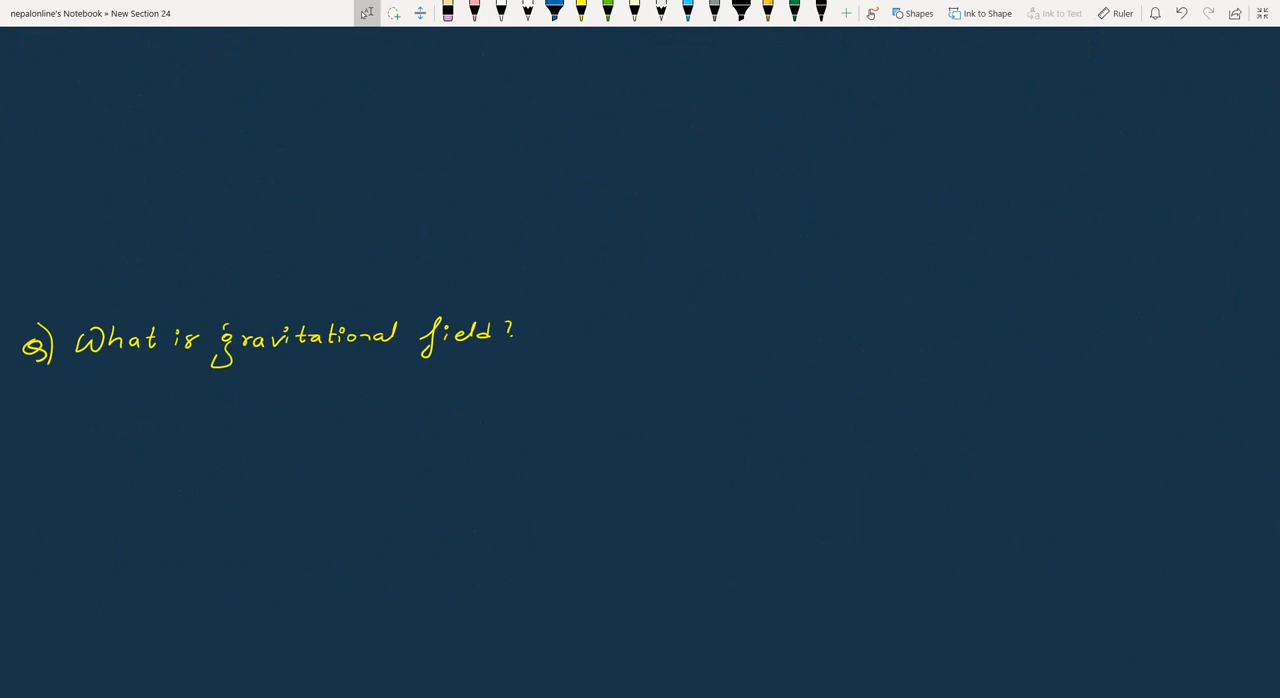 nepalonline's Notebook » New Section 24
Shapes
Ink to Shape
Ink to Text
Ruler
Q) What is gravitational field?